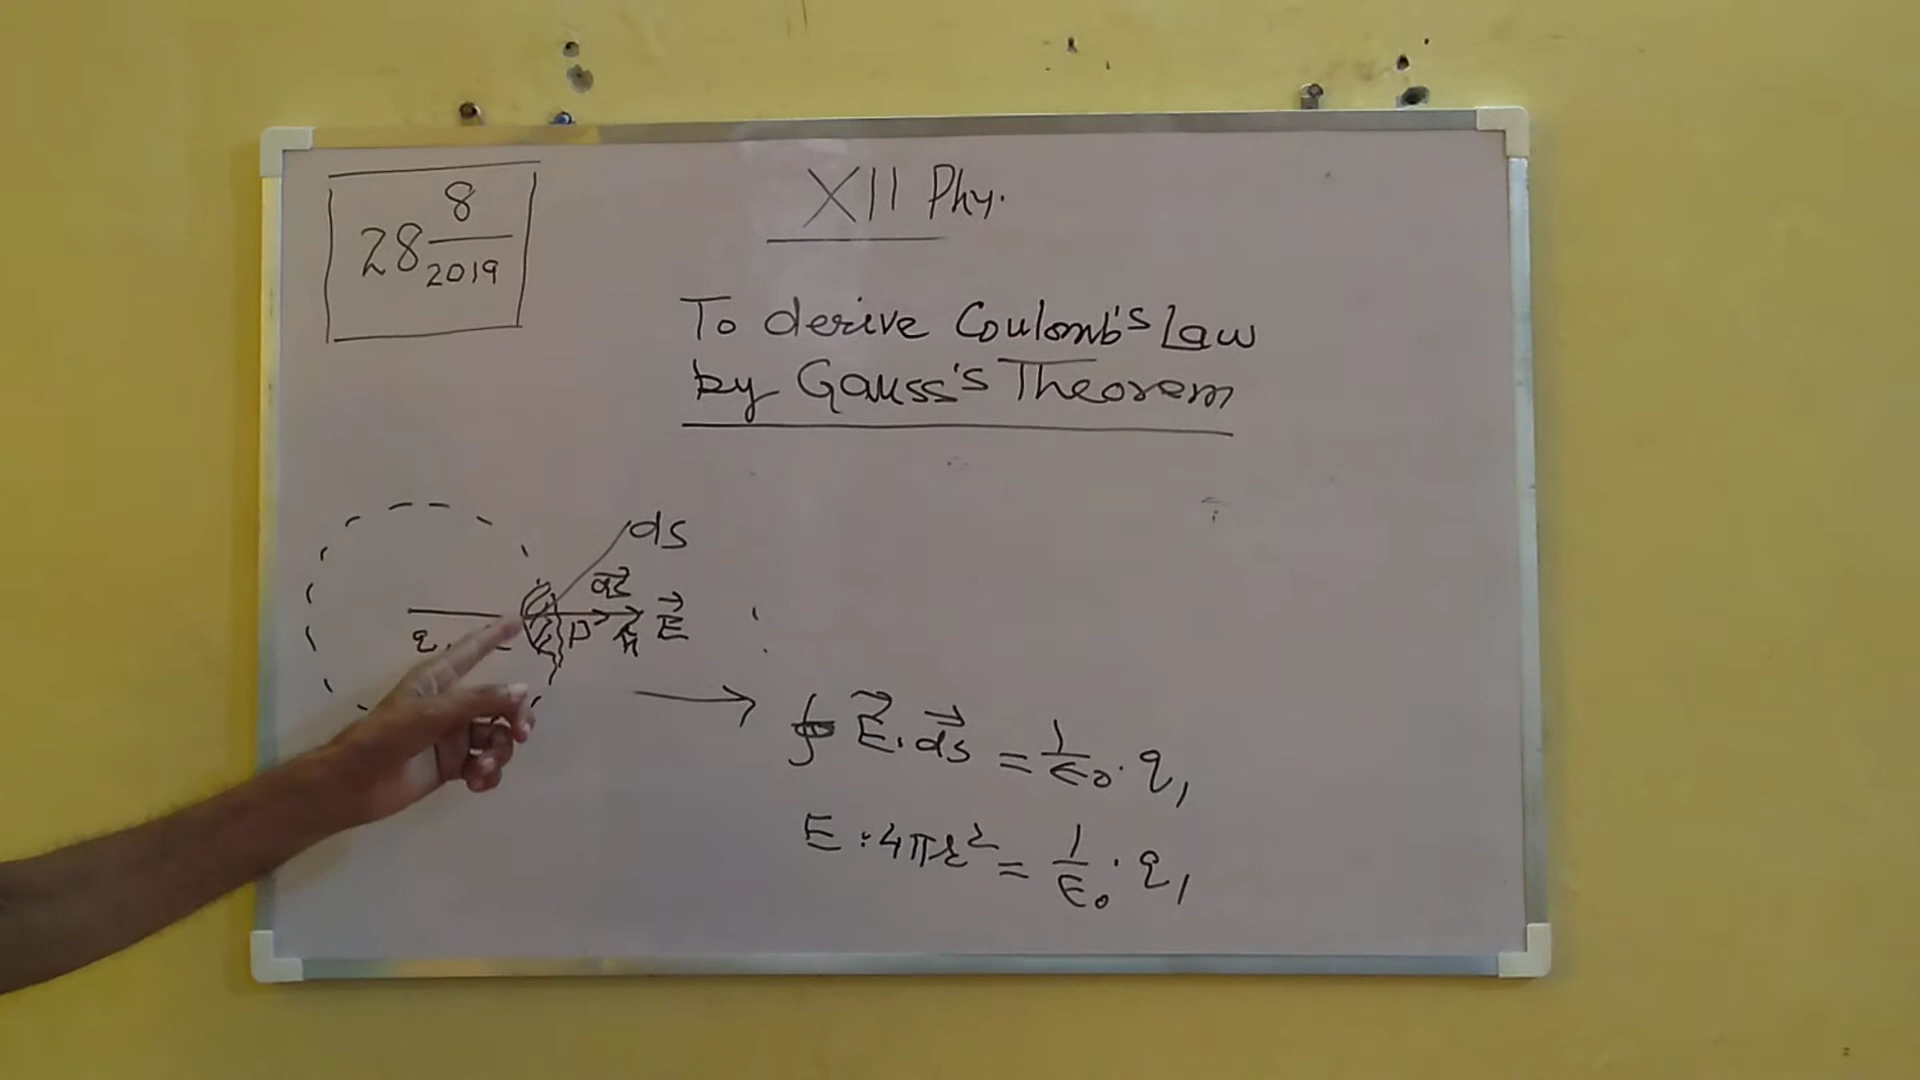 XII Phy.
28 8/2019
To derive Coulomb's Law
by Gauss's Theorem
ds
q₁
P n̂ E⃗
∮ E⃗ . d⃗s = 1/ε₀ . q₁
E . 4πr² = 1/ε₀ . q₁